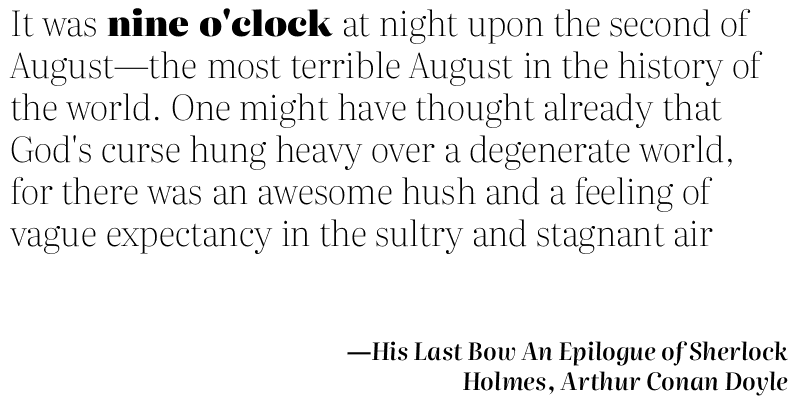 It was nine o'clock at night upon the second of
August—the most terrible August in the history of
the world. One might have thought already that
God's curse hung heavy over a degenerate world,
for there was an awesome hush and a feeling of
vague expectancy in the sultry and stagnant air
—His Last Bow An Epilogue of Sherlock
Holmes, Arthur Conan Doyle